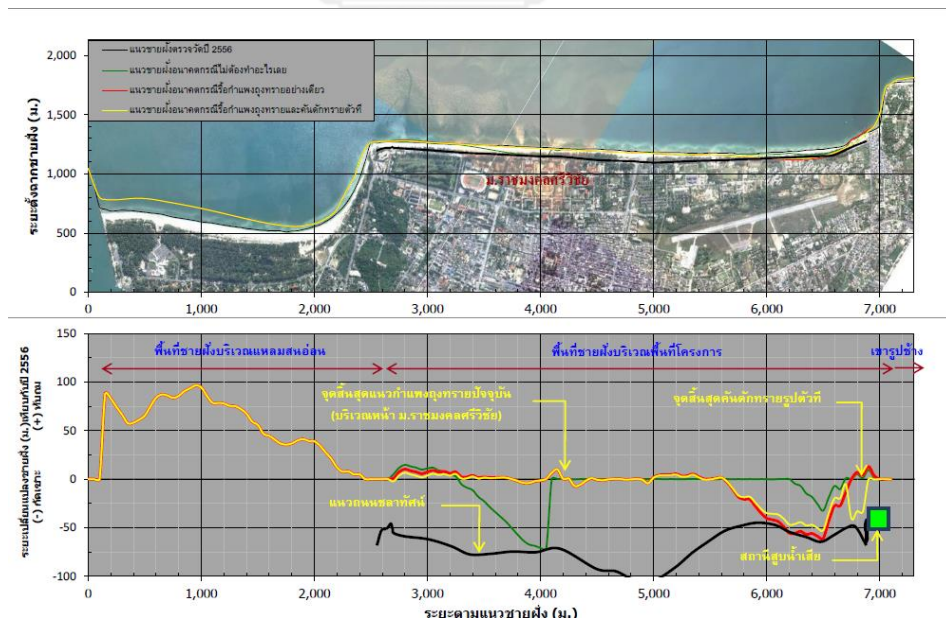 2,000
แนวชายฝั่งตรวจวัดปี 2556
แนวชายฝั่งอนาคตกรณีไม่ต้องทำอะไรเลย
แนวชายฝั่งอนาคตกรณีรื้อกำแพงถุงทรายอย่างเดียว
แนวชายฝั่งอนาคตกรณีรื้อกำแพงถุงทรายและคันดักทรายตัวที
1,500
1,000
500
0
ระยะตั้งฉากชายฝั่ง (ม.)
ม.ราชมงคลศรีวิชัย
0 1,000 2,000 3,000 4,000 5,000 6,000 7,000
150
100
50
0
-50
-100
ระยะเปลี่ยนแปลงชายฝั่ง (ม.)เทียบกับปี 2556
(-) กัดเซาะ (+) ทับถม
พื้นที่ชายฝั่งบริเวณแหลมสนอ่อน
พื้นที่ชายฝั่งบริเวณพื้นที่โครงการ
เขารูปช้าง
จุดสิ้นสุดแนวกำแพงถุงทรายปัจจุบัน
(บริเวณหน้า ม.ราชมงคลศรีวิชัย)
จุดสิ้นสุดคันดักทรายรูปตัวที
แนวถนนชลาทัศน์
สถานีสูบน้ำเสีย
0 1,000 2,000 3,000 4,000 5,000 6,000 7,000
ระยะตามแนวชายฝั่ง (ม.)